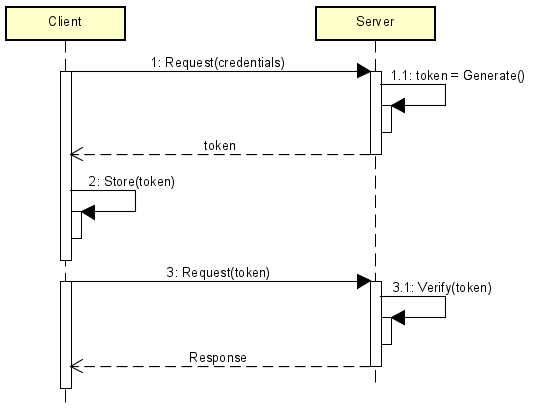 Client
Server
1: Request(credentials)
1.1: token = Generate()
token
2: Store(token)
3: Request(token)
3.1: Verify(token)
Response